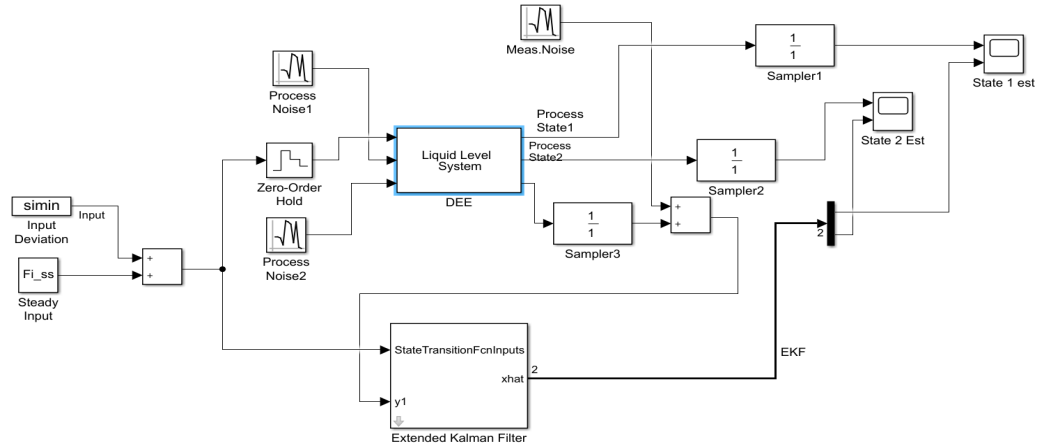 Meas.Noise
1
1
Sampler1
State 1 est
Process
Noise1
Process
State1
Process
State2
State 2 Est
Liquid Level
System
DEE
1
1
Sampler2
Zero-Order
Hold
simin
Input
Input
Deviation
1
1
Sampler3
+
+
2
Process
Noise2
+
+
Fi_ss
Steady
Input
StateTransitionFcnInputs
xhat
2
EKF
y1
Extended Kalman Filter